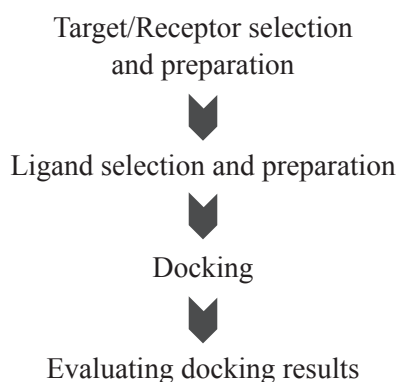 Target/Receptor selection
and preparation
Ligand selection and preparation
Docking
Evaluating docking results